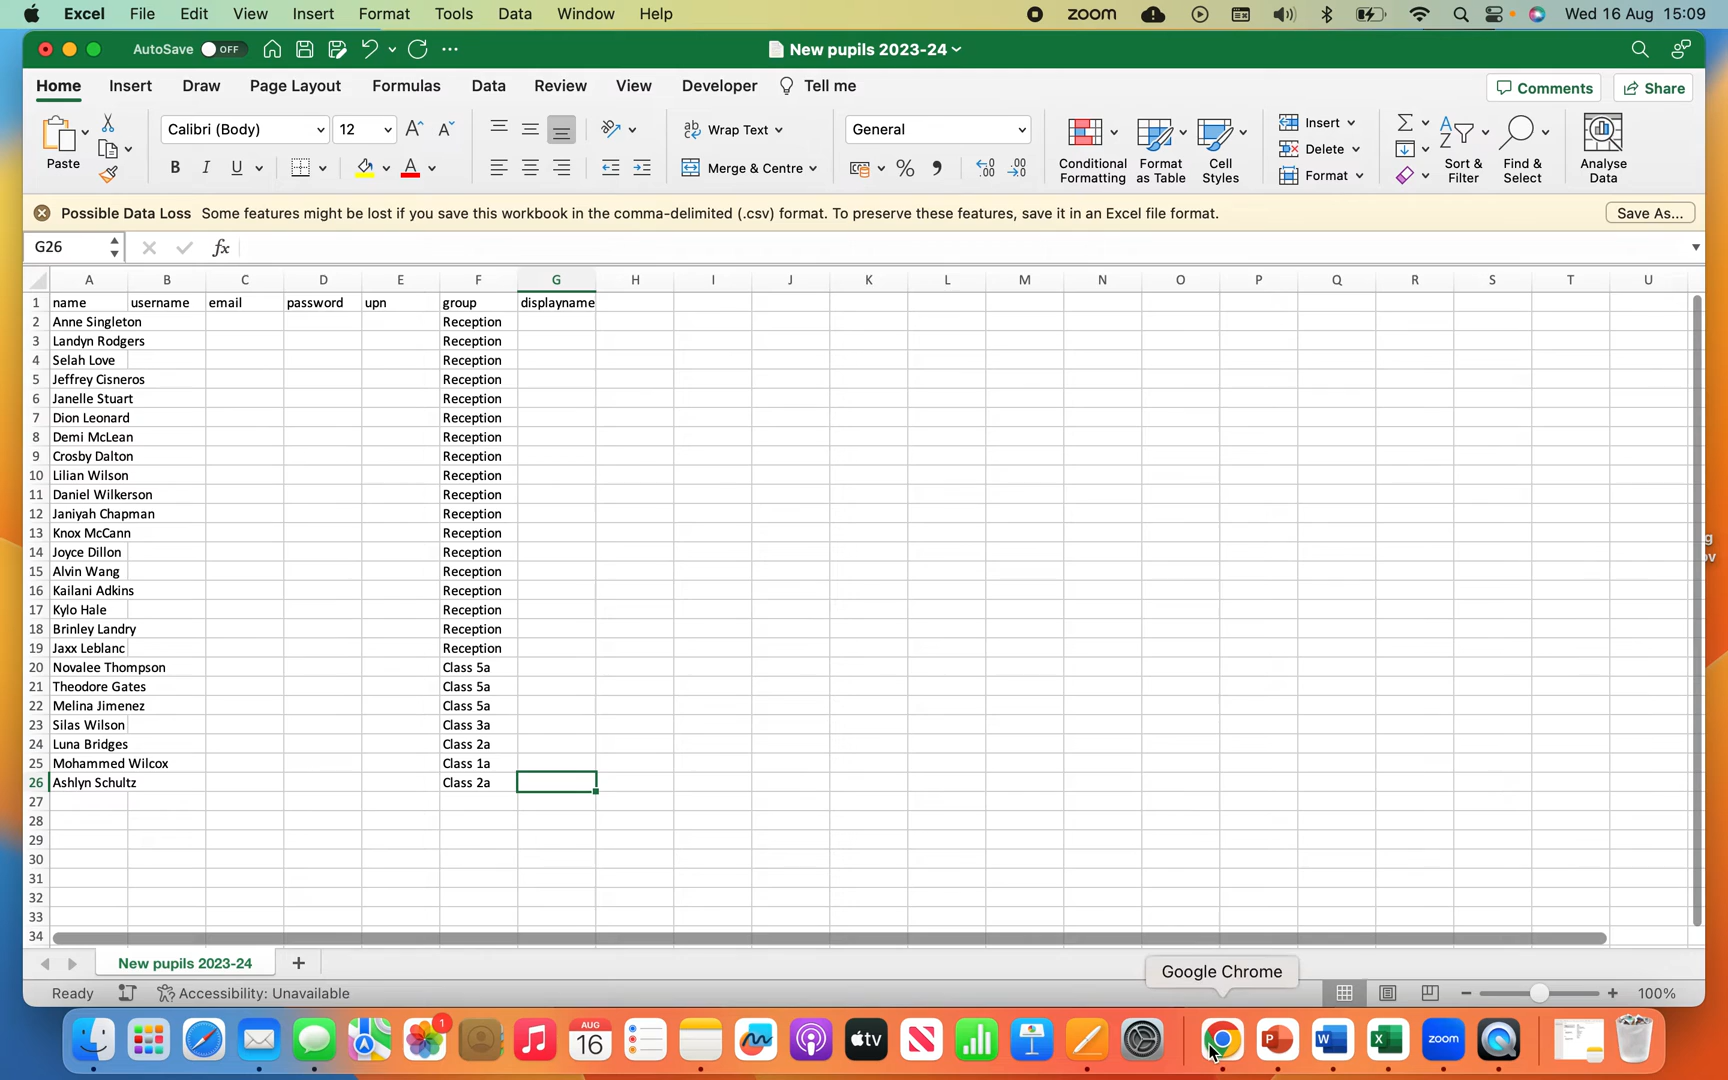 Excel File Edit View Insert Format Tools Data Window Help zoom Wed 16 Aug 15:09
AutoSave OFF New pupils 2023-24
Home Insert Draw Page Layout Formulas Data Review View Developer Tell me Comments Share
Paste Calibri (Body) 12 Wrap Text Merge & Centre General Conditional Formatting Format as Table Cell Styles Insert Delete Format Sort & Filter Find & Select Analyse Data
Possible Data Loss Some features might be lost if you save this workbook in the comma-delimited (.csv) format. To preserve these features, save it in an Excel file format. Save As...
G26 fx
A B C D E F G H I J K L M N O P Q R S T U
1 name username email password upn group displayname
2 Anne Singleton Reception
3 Landyn Rodgers Reception
4 Selah Love Reception
5 Jeffrey Cisneros Reception
6 Janelle Stuart Reception
7 Dion Leonard Reception
8 Demi McLean Reception
9 Crosby Dalton Reception
10 Lilian Wilson Reception
11 Daniel Wilkerson Reception
12 Janiyah Chapman Reception
13 Knox McCann Reception
14 Joyce Dillon Reception
15 Alvin Wang Reception
16 Kailani Adkins Reception
17 Kylo Hale Reception
18 Brinley Landry Reception
19 Jaxx Leblanc Reception
20 Novalee Thompson Class 5a
21 Theodore Gates Class 5a
22 Melina Jimenez Class 5a
23 Silas Wilson Class 3a
24 Luna Bridges Class 2a
25 Mohammed Wilcox Class 1a
26 Ashlyn Schultz Class 2a
27
28
29
30
31
32
33
34
New pupils 2023-24
Google Chrome
Ready Accessibility: Unavailable 100%
1 AUG 16 tv zoom